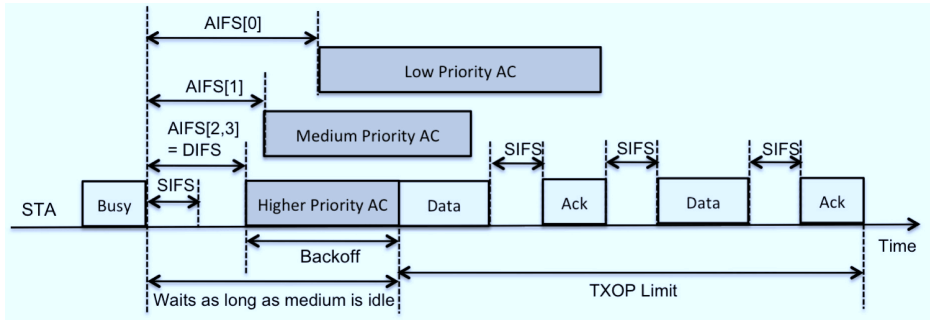 AIFS[0]
Low Priority AC
AIFS[1]
Medium Priority AC
AIFS[2,3]
= DIFS
SIFS
SIFS
SIFS
SIFS
STA
Busy
Higher Priority AC
Data
Ack
Data
Ack
Time
Backoff
Waits as long as medium is idle
TXOP Limit